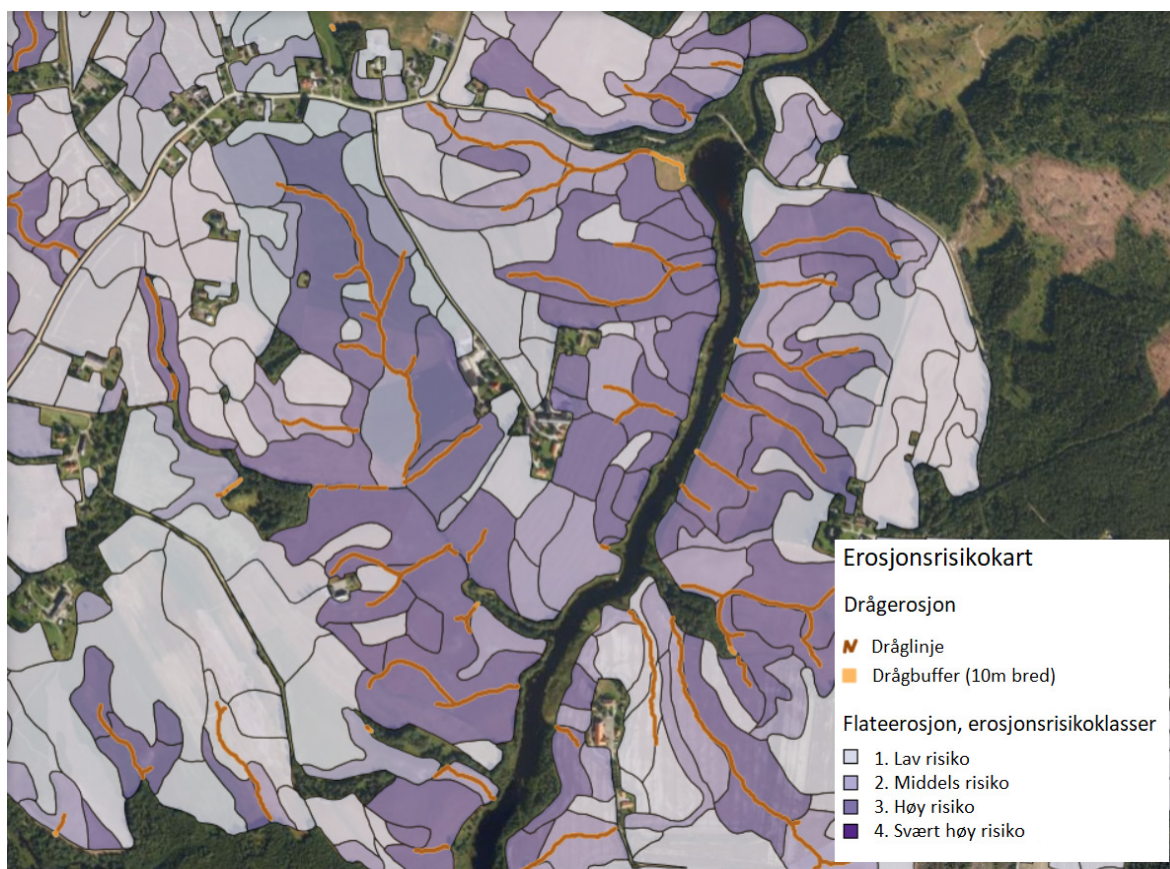 Erosjonsrisikokart
Drågerosjon
Dråglinje
Drågbuffer (10m bred)
Flateerosjon, erosjonsrisikoklasser
1. Lav risiko
2. Middels risiko
3. Høy risiko
4. Svært høy risiko